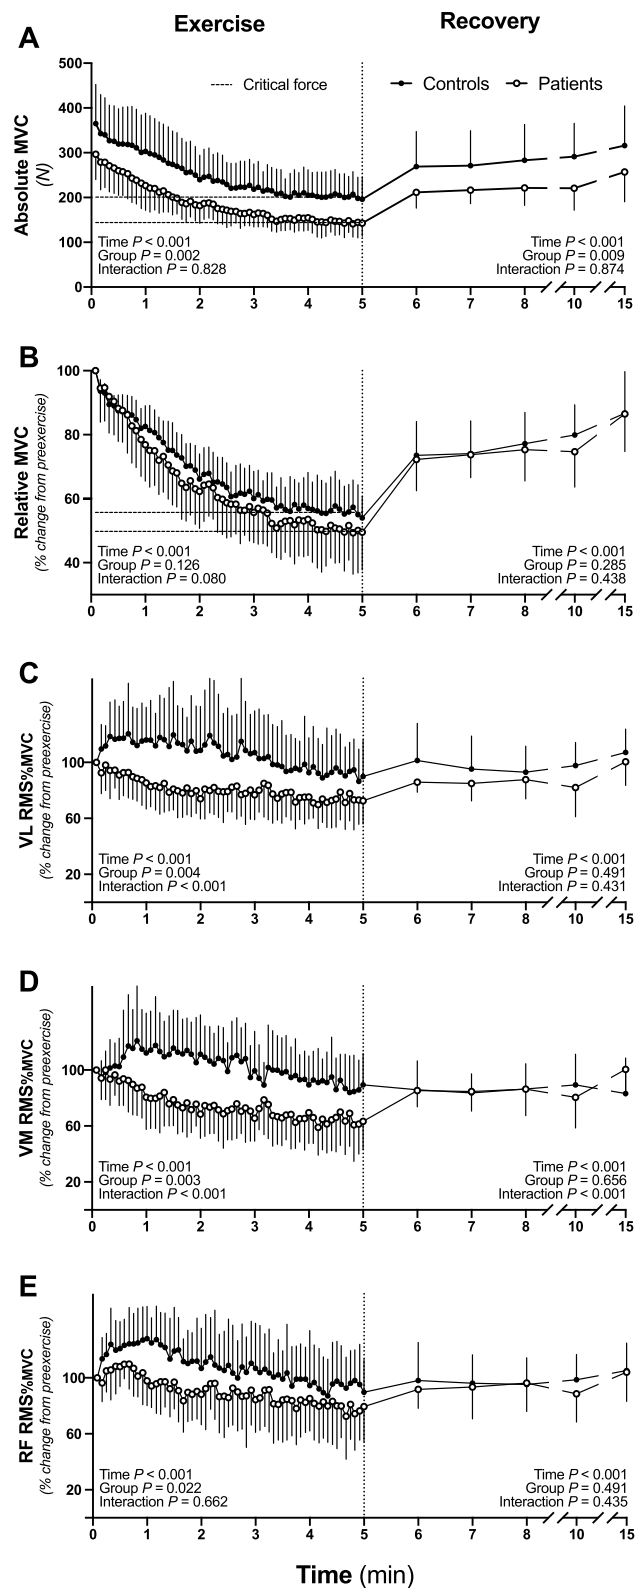 Exercise
Recovery
A
500
400
300
200
100
0
Absolute MVC
(N)
Critical force
Controls
Patients
Time P < 0.001
Group P = 0.002
Interaction P = 0.828
Time P < 0.001
Group P = 0.009
Interaction P = 0.874
0 1 2 3 4 5 6 7 8 10 15
B
100
80
60
40
Relative MVC
(% change from preexercise)
Time P < 0.001
Group P = 0.126
Interaction P = 0.080
Time P < 0.001
Group P = 0.285
Interaction P = 0.438
0 1 2 3 4 5 6 7 8 10 15
C
100
60
20
VL RMS%MVC
(% change from preexercise)
Time P < 0.001
Group P = 0.004
Interaction P < 0.001
Time P < 0.001
Group P = 0.491
Interaction P = 0.431
0 1 2 3 4 5 6 7 8 10 15
D
100
60
20
VM RMS%MVC
(% change from preexercise)
Time P < 0.001
Group P = 0.003
Interaction P < 0.001
Time P < 0.001
Group P = 0.656
Interaction P < 0.001
0 1 2 3 4 5 6 7 8 10 15
E
100
60
20
RF RMS%MVC
(% change from preexercise)
Time P < 0.001
Group P = 0.022
Interaction P = 0.662
Time P < 0.001
Group P = 0.491
Interaction P = 0.435
0 1 2 3 4 5 6 7 8 10 15
Time (min)